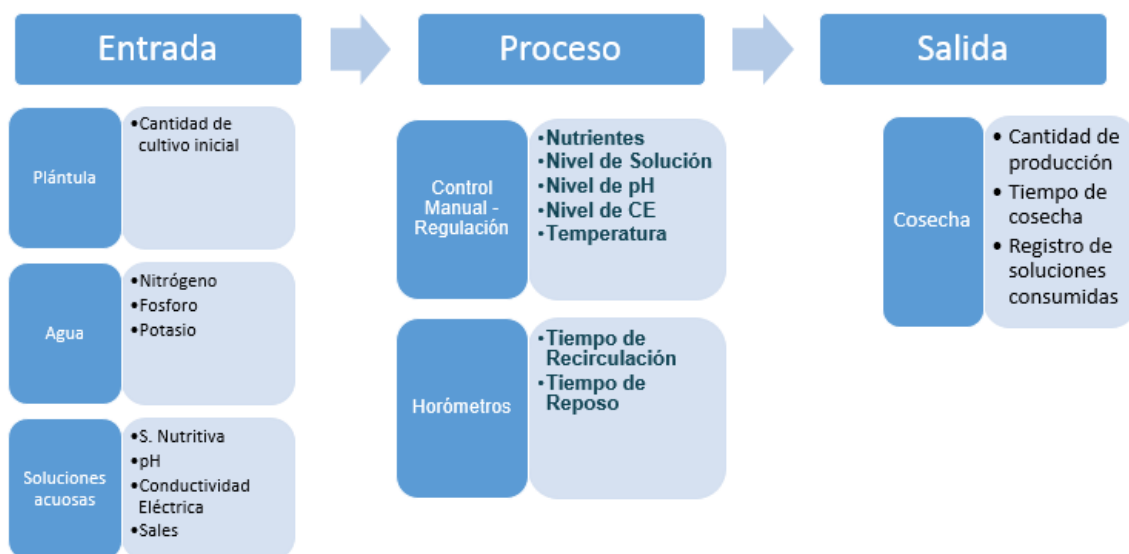 Entrada
Plántula
•Cantidad de
cultivo inicial
Agua
•Nitrógeno
•Fosforo
•Potasio
Soluciones
acuosas
•S. Nutritiva
•pH
•Conductividad
Eléctrica
•Sales
Proceso
Control
Manual -
Regulación
•Nutrientes
•Nivel de Solución
•Nivel de pH
•Nivel de CE
•Temperatura
Horómetros
•Tiempo de
Recirculación
•Tiempo de
Reposo
Salida
Cosecha
• Cantidad de
producción
• Tiempo de
cosecha
• Registro de
soluciones
consumidas